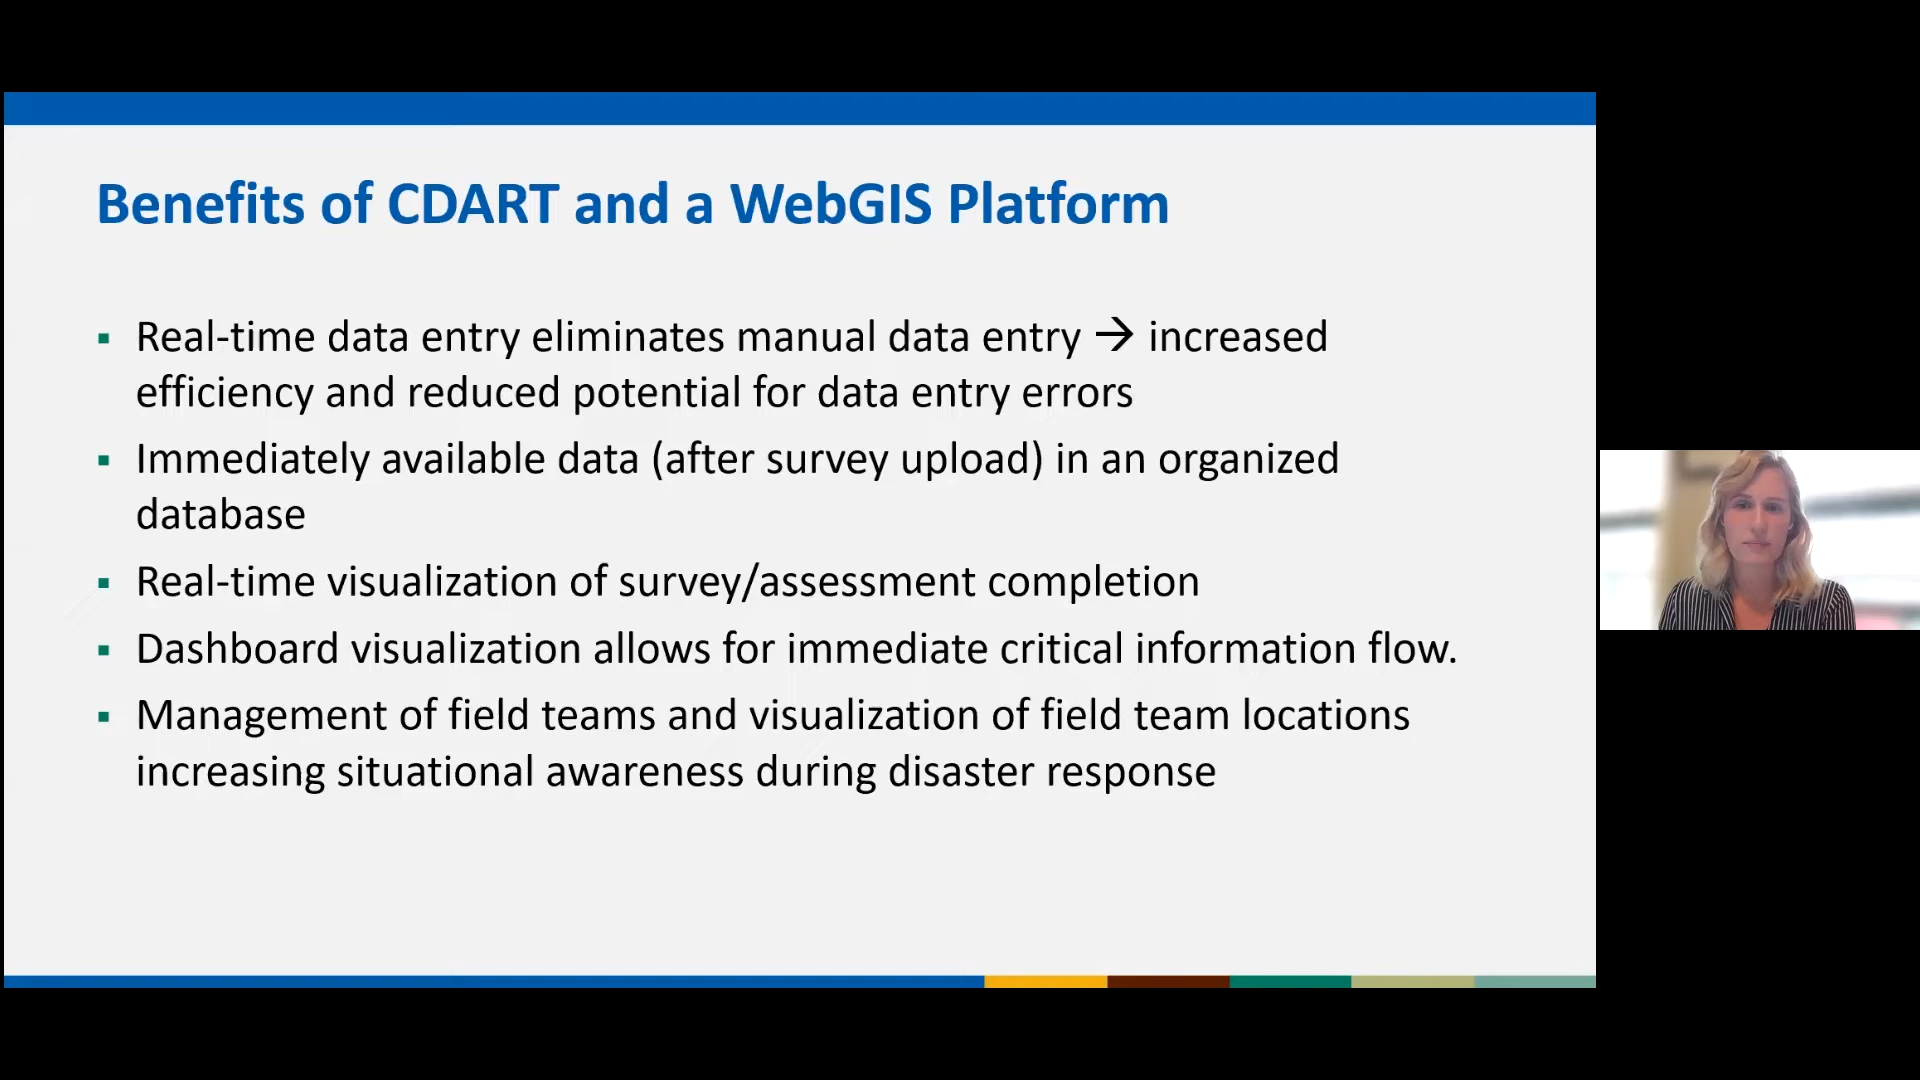 Benefits of CDART and a WebGIS Platform
▪ Real-time data entry eliminates manual data entry → increased
efficiency and reduced potential for data entry errors
▪ Immediately available data (after survey upload) in an organized
database
▪ Real-time visualization of survey/assessment completion
▪ Dashboard visualization allows for immediate critical information flow.
▪ Management of field teams and visualization of field team locations
increasing situational awareness during disaster response